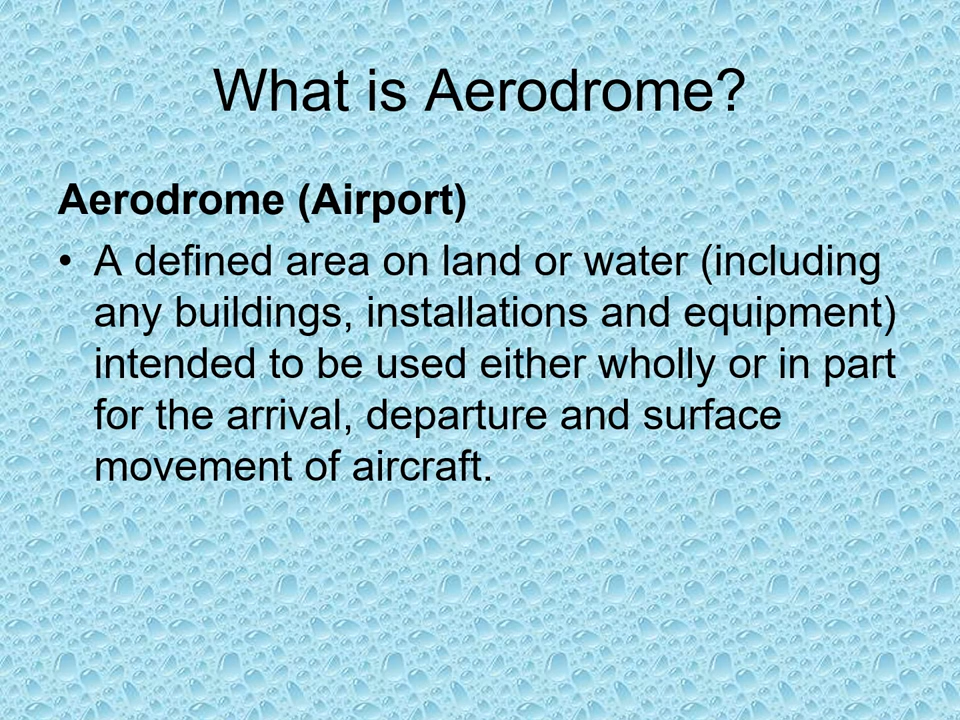 What is Aerodrome?
Aerodrome (Airport)
• A defined area on land or water (including
any buildings, installations and equipment)
intended to be used either wholly or in part
for the arrival, departure and surface
movement of aircraft.